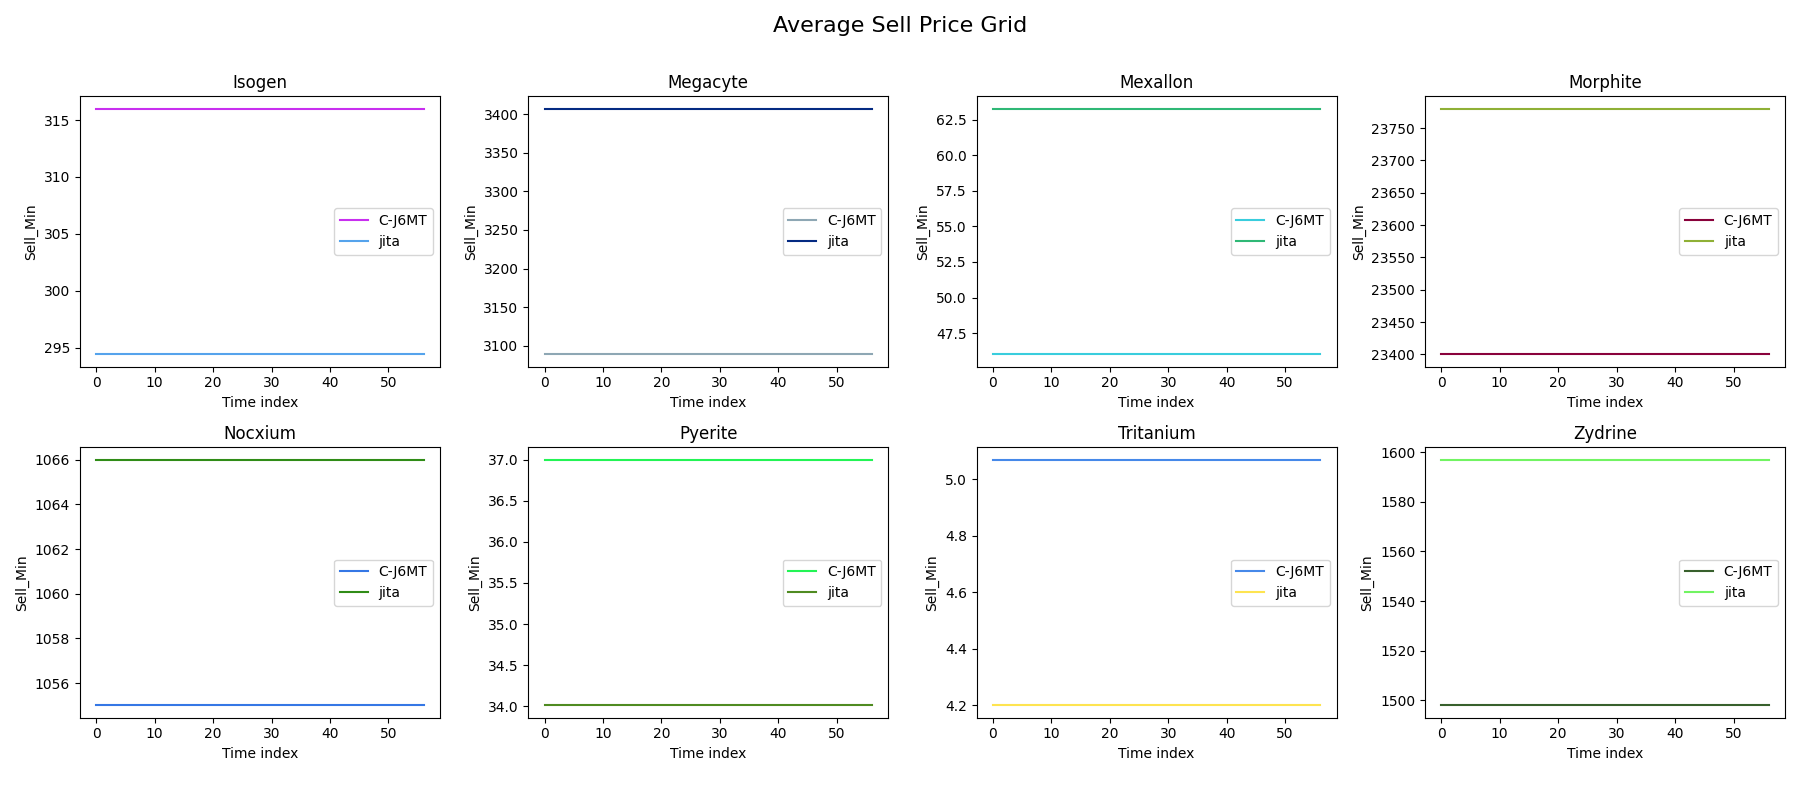 Average Sell Price Grid
Isogen
Sell_Min
315
310
305
300
295
C-J6MT
jita
0 10 20 30 40 50
Time index
Megacyte
Sell_Min
3400
3350
3300
3250
3200
3150
3100
C-J6MT
jita
0 10 20 30 40 50
Time index
Mexallon
Sell_Min
62.5
60.0
57.5
55.0
52.5
50.0
47.5
C-J6MT
jita
0 10 20 30 40 50
Time index
Morphite
Sell_Min
23750
23700
23650
23600
23550
23500
23450
23400
C-J6MT
jita
0 10 20 30 40 50
Time index
Nocxium
Sell_Min
1066
1064
1062
1060
1058
1056
C-J6MT
jita
0 10 20 30 40 50
Time index
Pyerite
Sell_Min
37.0
36.5
36.0
35.5
35.0
34.5
34.0
C-J6MT
jita
0 10 20 30 40 50
Time index
Tritanium
Sell_Min
5.0
4.8
4.6
4.4
4.2
C-J6MT
jita
0 10 20 30 40 50
Time index
Zydrine
Sell_Min
1600
1580
1560
1540
1520
1500
C-J6MT
jita
0 10 20 30 40 50
Time index